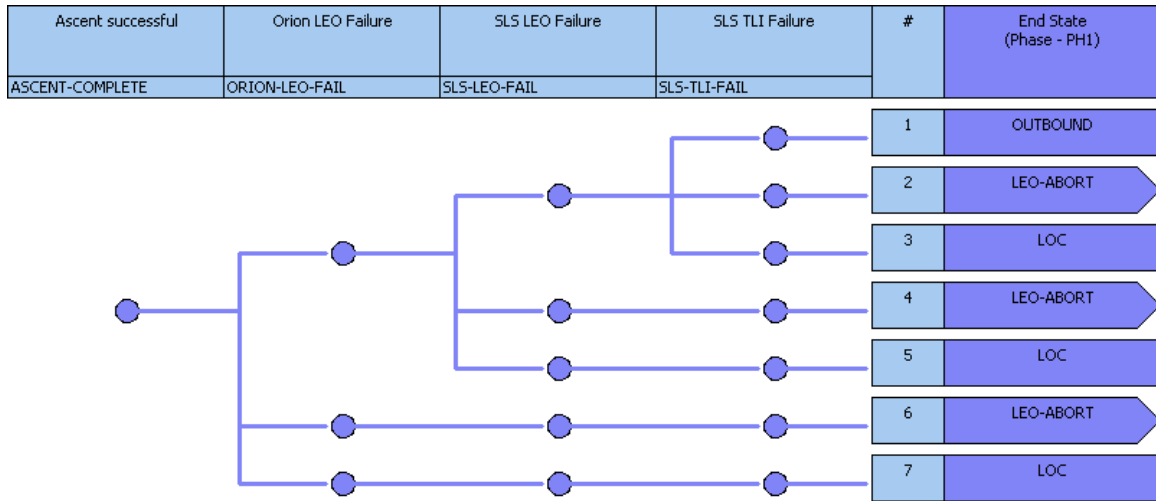 Ascent successful
Orion LEO Failure
SLS LEO Failure
SLS TLI Failure
#
End State
(Phase - PH1)
ASCENT-COMPLETE
ORION-LEO-FAIL
SLS-LEO-FAIL
SLS-TLI-FAIL
1
OUTBOUND
2
LEO-ABORT
3
LOC
4
LEO-ABORT
5
LOC
6
LEO-ABORT
7
LOC